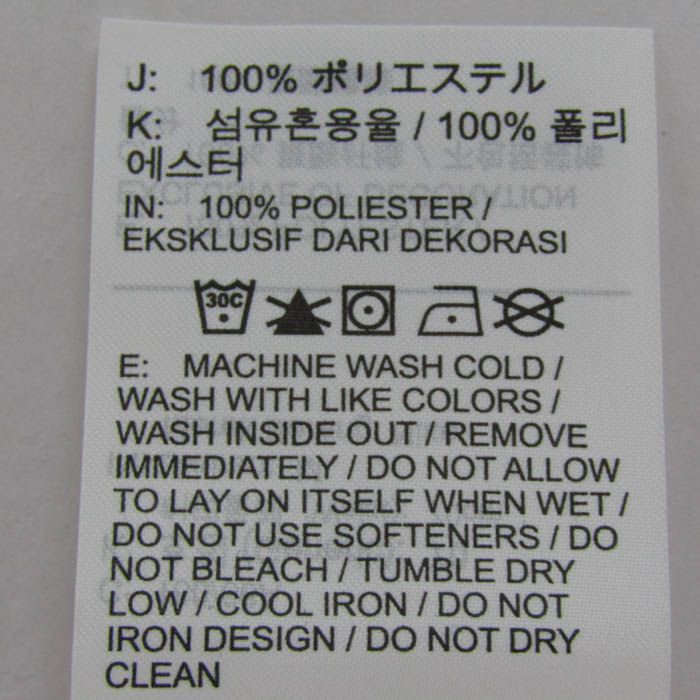 J: 100% ポリエステル
K: 섬유혼용율 / 100% 폴리
에스터
IN: 100% POLIESTER /
EKSKLUSIF DARI DEKORASI
30C
E: MACHINE WASH COLD /
WASH WITH LIKE COLORS /
WASH INSIDE OUT / REMOVE
IMMEDIATELY / DO NOT ALLOW
TO LAY ON ITSELF WHEN WET /
DO NOT USE SOFTENERS / DO
NOT BLEACH / TUMBLE DRY
LOW / COOL IRON / DO NOT
IRON DESIGN / DO NOT DRY
CLEAN